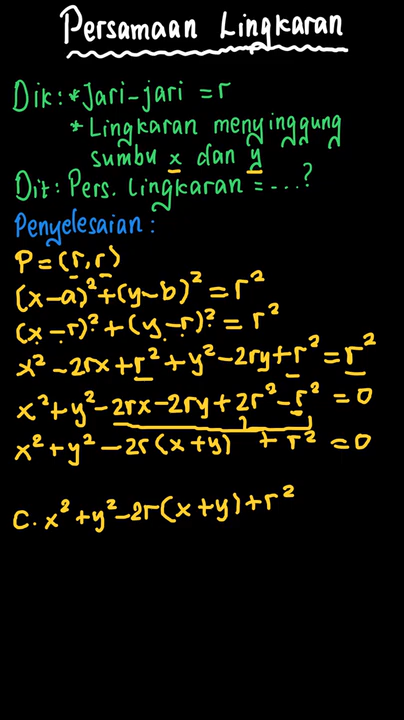 Persamaan Lingkaran
Dik: * Jari-jari = r
* Lingkaran menyinggung
sumbu x dan y
Dit: Pers. lingkaran = ...?
Penyelesaian:
P = (r, r)
(x-a)² + (y-b)² = r²
(x-r)² + (y-r)² = r²
x² - 2rx + r² + y² - 2ry + r² = r²
x² + y² - 2rx - 2ry + 2r² - r² = 0
x² + y² - 2r(x+y) + r² = 0
C. x² + y² - 2r(x+y) + r²